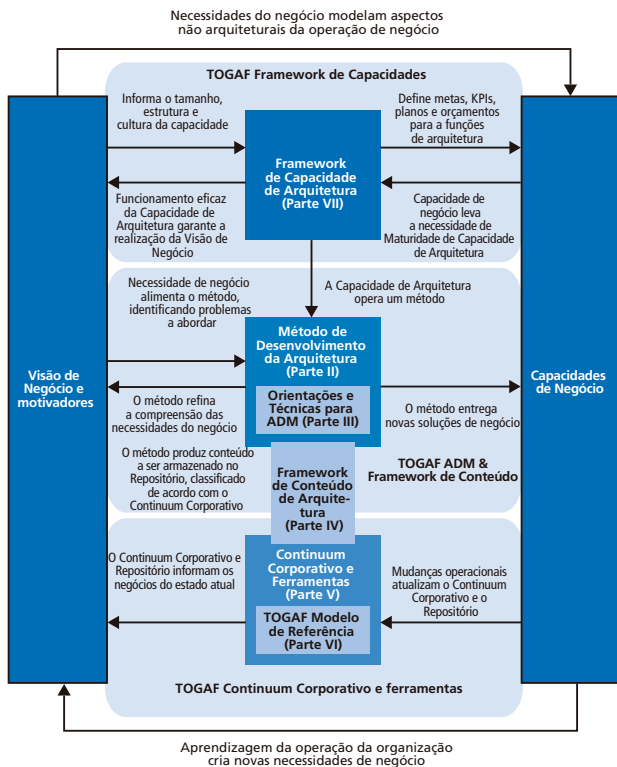 Necessidades do negócio modelam aspectos
não arquiteturais da operação de negócio
TOGAF Framework de Capacidades
Informa o tamanho,
estrutura e
cultura da capacidade
Define metas, KPIs,
planos e orçamentos
para a funções
de arquitetura
Framework
de Capacidade
de Arquitetura
(Parte VII)
Funcionamento eficaz
da Capacidade de
Arquitetura garante a
realização da Visão de
Negócio
Capacidade de
negócio leva
a necessidade de
Maturidade de Capacidade
de Arquitetura
Necessidade de negócio
alimenta o método,
identificando problemas
a abordar
A Capacidade de Arquitetura
opera um método
Visão de
Negócio e
motivadores
Método de
Desenvolvimento
da Arquitetura
(Parte II)
Orientações e
Técnicas para
ADM (Parte III)
Capacidades
de Negócio
O método refina
a compreensão das
necessidades do negócio
O método entrega
novas soluções de negócio
O método produz conteúdo
a ser armazenado no
Repositório, classificado
de acordo com o
Continuum Corporativo
Framework
de Conteúdo
de Arquite-
tura
(Parte IV)
TOGAF ADM &
Framework de Conteúdo
O Continuum Corporativo e
Repositório informam os
negócios do estado atual
Continuum
Corporativo e
Ferramentas
(Parte V)
TOGAF Modelo
de Referência
(Parte VI)
Mudanças operacionais
atualizam o Continuum
Corporativo e o
Repositório
TOGAF Continuum Corporativo e ferramentas
Aprendizagem da operação da organização
cria novas necessidades de negócio